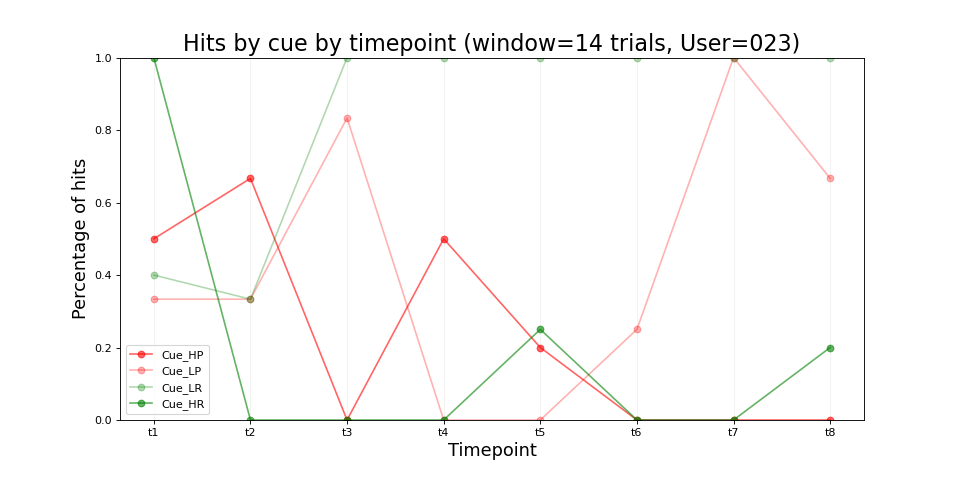 Hits by cue by timepoint (window=14 trials, User=023)
Percentage of hits
1.0
0.8
0.6
0.4
0.2
0.0
Cue_HP
Cue_LP
Cue_LR
Cue_HR
t1 t2 t3 t4 t5 t6 t7 t8
Timepoint